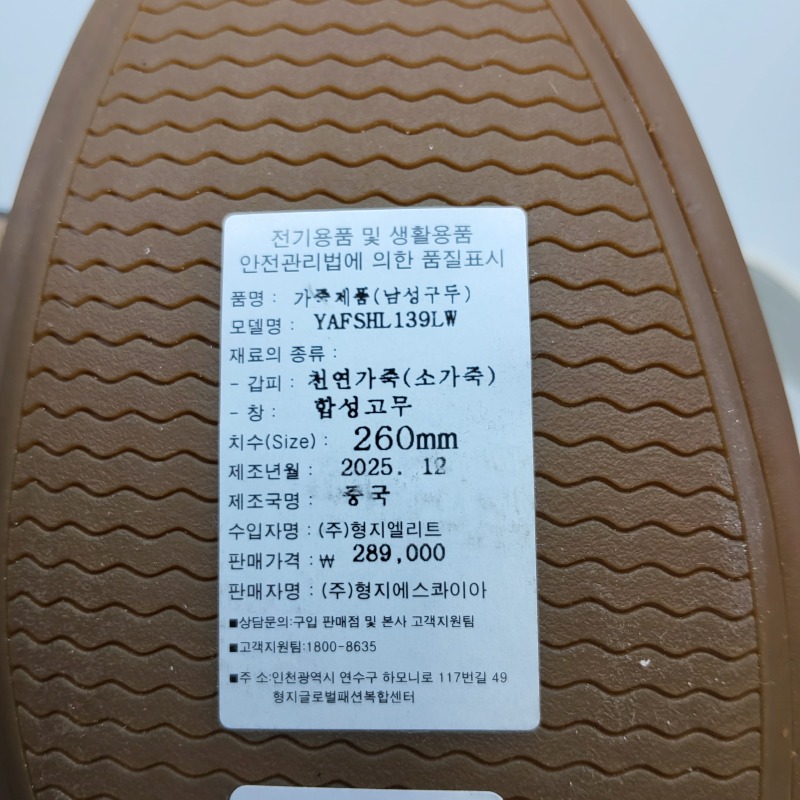 전기용품 및 생활용품
안전관리법에 의한 품질표시
품명 : 가죽제품(남성구두)
모델명 : YAFSHL139LW
재료의 종류 :
- 갑피 : 천연가죽(소가죽)
- 창 : 합성고무
치수(Size) : 260mm
제조년월 : 2025. 12
제조국명 : 중국
수입자명 : (주)형지엘리트
판매가격 : ₩ 289,000
판매자명 : (주)형지에스콰이아
■상담문의:구입 판매점 및 본사 고객지원팀
■고객지원팀:1800-8635
■주 소:인천광역시 연수구 하모니로 117번길 49
형지글로벌패션복합센터